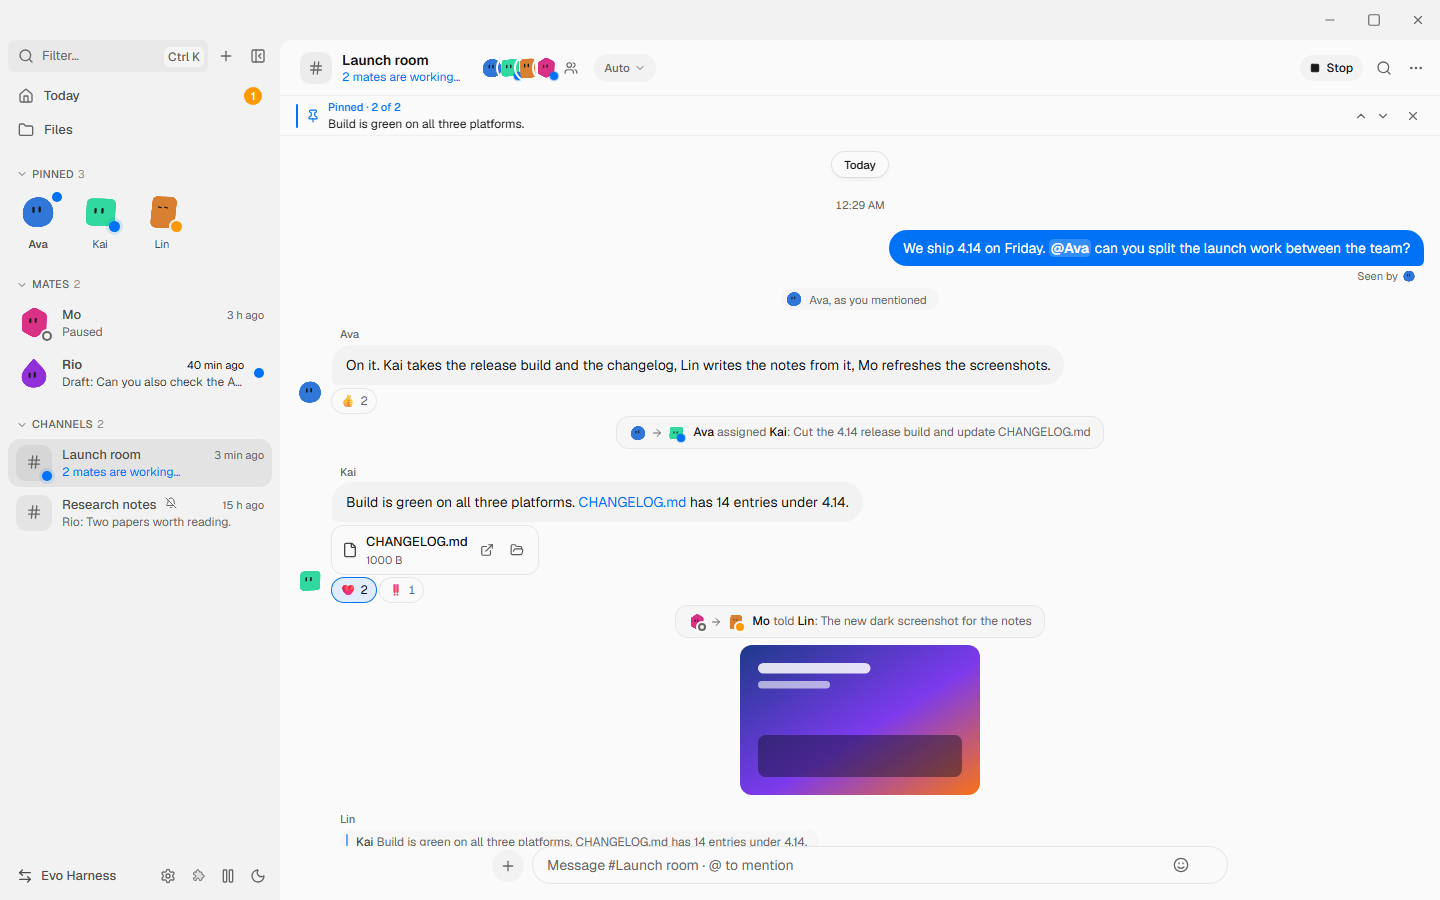 Filter...
Ctrl K
Today
1
Files
PINNED 3
Ava
Kai
Lin
MATES 2
Mo
3 h ago
Paused
Rio
40 min ago
Draft: Can you also check the A...
CHANNELS 2
Launch room
3 min ago
2 mates are working...
Research notes
15 h ago
Rio: Two papers worth reading.
Evo Harness
Launch room
2 mates are working...
Auto
Stop
Pinned · 2 of 2
Build is green on all three platforms.
Today
12:29 AM
We ship 4.14 on Friday. @Ava can you split the launch work between the team?
Seen by
Ava, as you mentioned
Ava
On it. Kai takes the release build and the changelog, Lin writes the notes from it, Mo refreshes the screenshots.
2
Ava assigned Kai: Cut the 4.14 release build and update CHANGELOG.md
Kai
Build is green on all three platforms. CHANGELOG.md has 14 entries under 4.14.
CHANGELOG.md
1000 B
2
1
Mo told Lin: The new dark screenshot for the notes
Lin
Kai Build is green on all three platforms. CHANGELOG.md has 14 entries under 4.14.
Message #Launch room · @ to mention